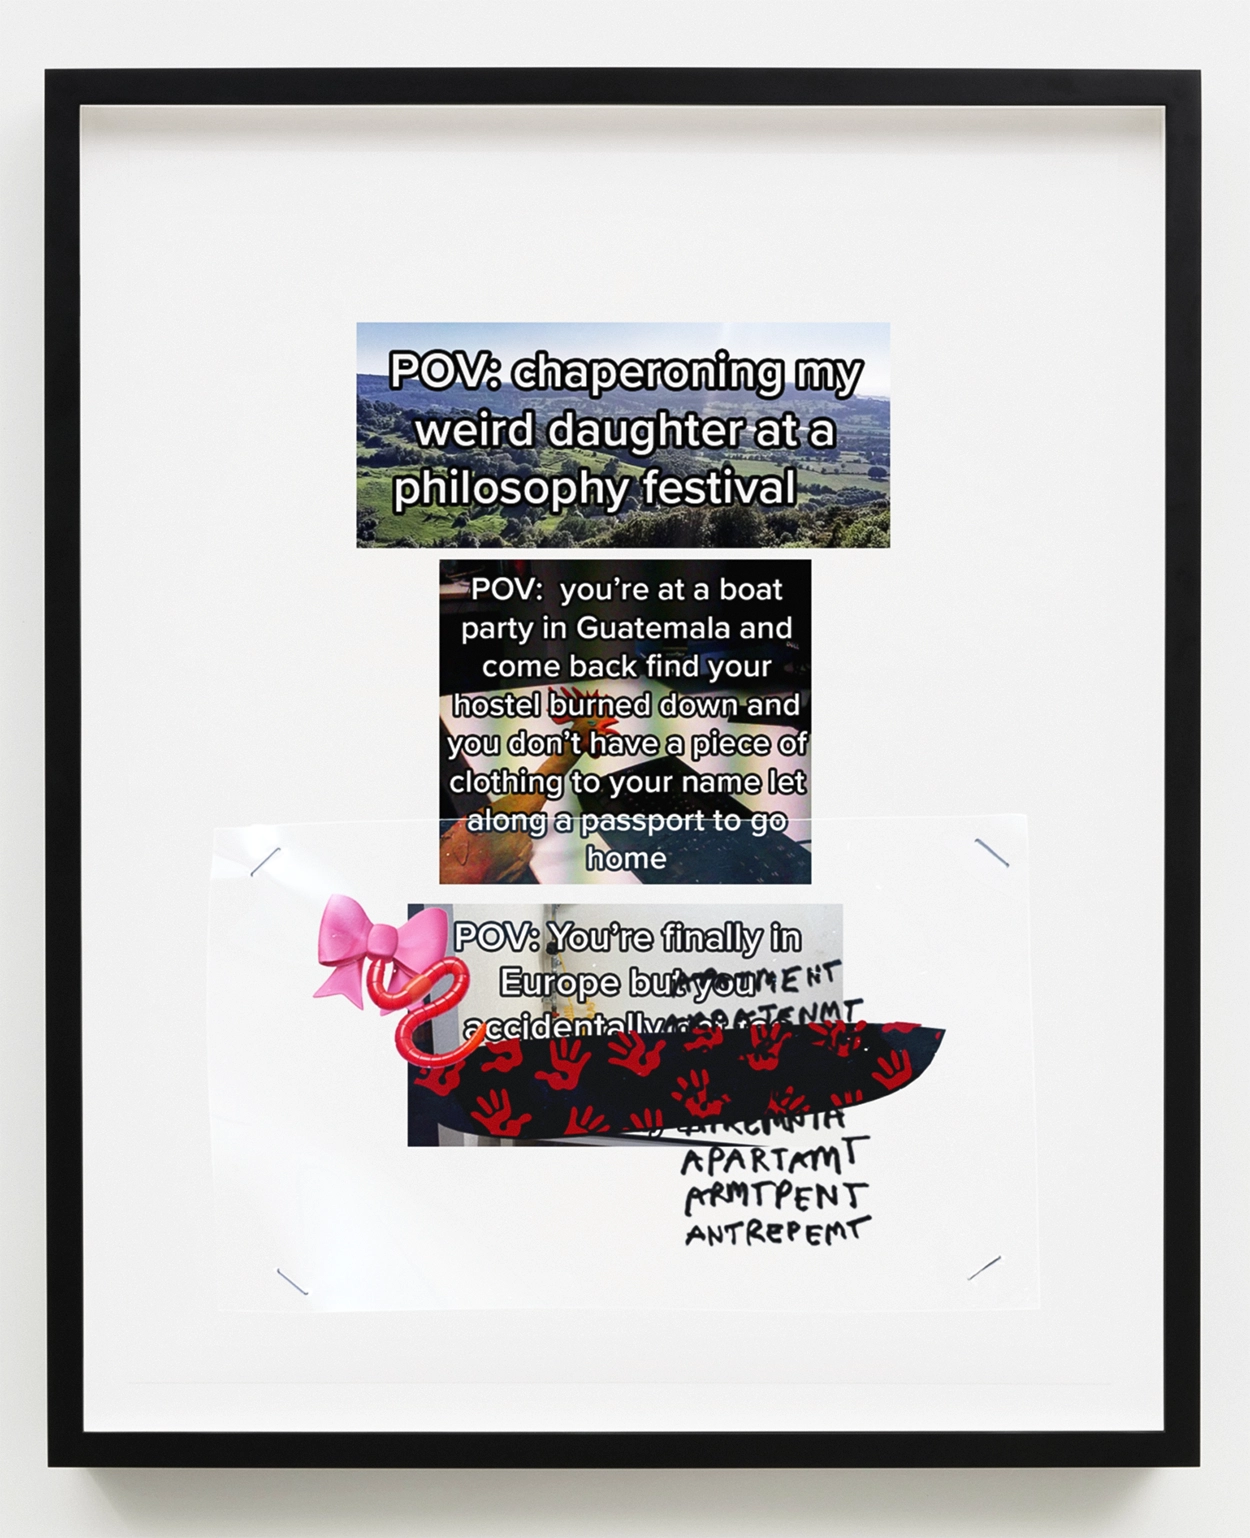 POV: chaperoning my
weird daughter at a
philosophy festival
POV: you're at a boat
party in Guatemala and
come back find your
hostel burned down and
you don't have a piece of
clothing to your name let
along a passport to go
home
POV: You're finally in
Europe but you
accidentally
APARTAMT
ARMTPENT
ANTREPEMT